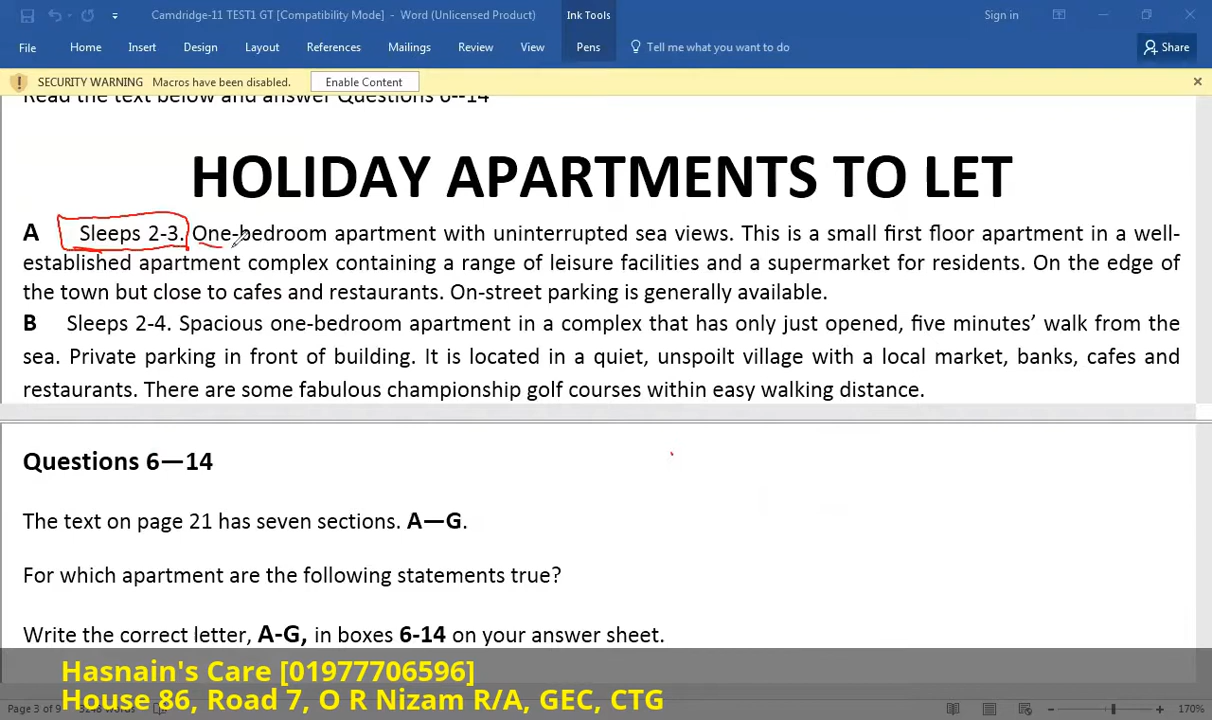 Camdridge-11 TEST1 GT [Compatibility Mode] - Word (Unlicensed Product)
Ink Tools
Sign in
File Home Insert Design Layout References Mailings Review View Pens Tell me what you want to do Share
SECURITY WARNING Macros have been disabled. Enable Content
Read the text below and answer Questions 6--14
HOLIDAY APARTMENTS TO LET
A Sleeps 2-3. One-bedroom apartment with uninterrupted sea views. This is a small first floor apartment in a well-
established apartment complex containing a range of leisure facilities and a supermarket for residents. On the edge of
the town but close to cafes and restaurants. On-street parking is generally available.
B Sleeps 2-4. Spacious one-bedroom apartment in a complex that has only just opened, five minutes’ walk from the
sea. Private parking in front of building. It is located in a quiet, unspoilt village with a local market, banks, cafes and
restaurants. There are some fabulous championship golf courses within easy walking distance.
Questions 6—14
The text on page 21 has seven sections. A—G.
For which apartment are the following statements true?
Write the correct letter, A-G, in boxes 6-14 on your answer sheet.
Hasnain's Care [01977706596]
House 86, Road 7, O R Nizam R/A, GEC, CTG
Page 3 of 9 3248 words 170%